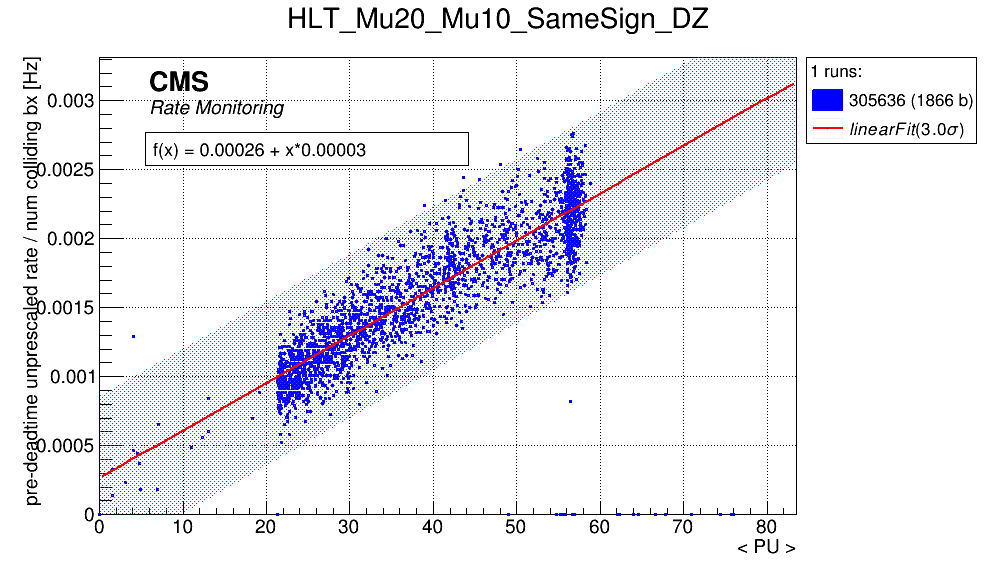 HLT_Mu20_Mu10_SameSign_DZ
pre-deadtime unprescaled rate / num colliding bx [Hz]
CMS
Rate Monitoring
f(x) = 0.00026 + x*0.00003
0.003
0.0025
0.002
0.0015
0.001
0.0005
0
0 10 20 30 40 50 60 70 80
< PU >
1 runs:
305636 (1866 b)
linearFit(3.0σ)